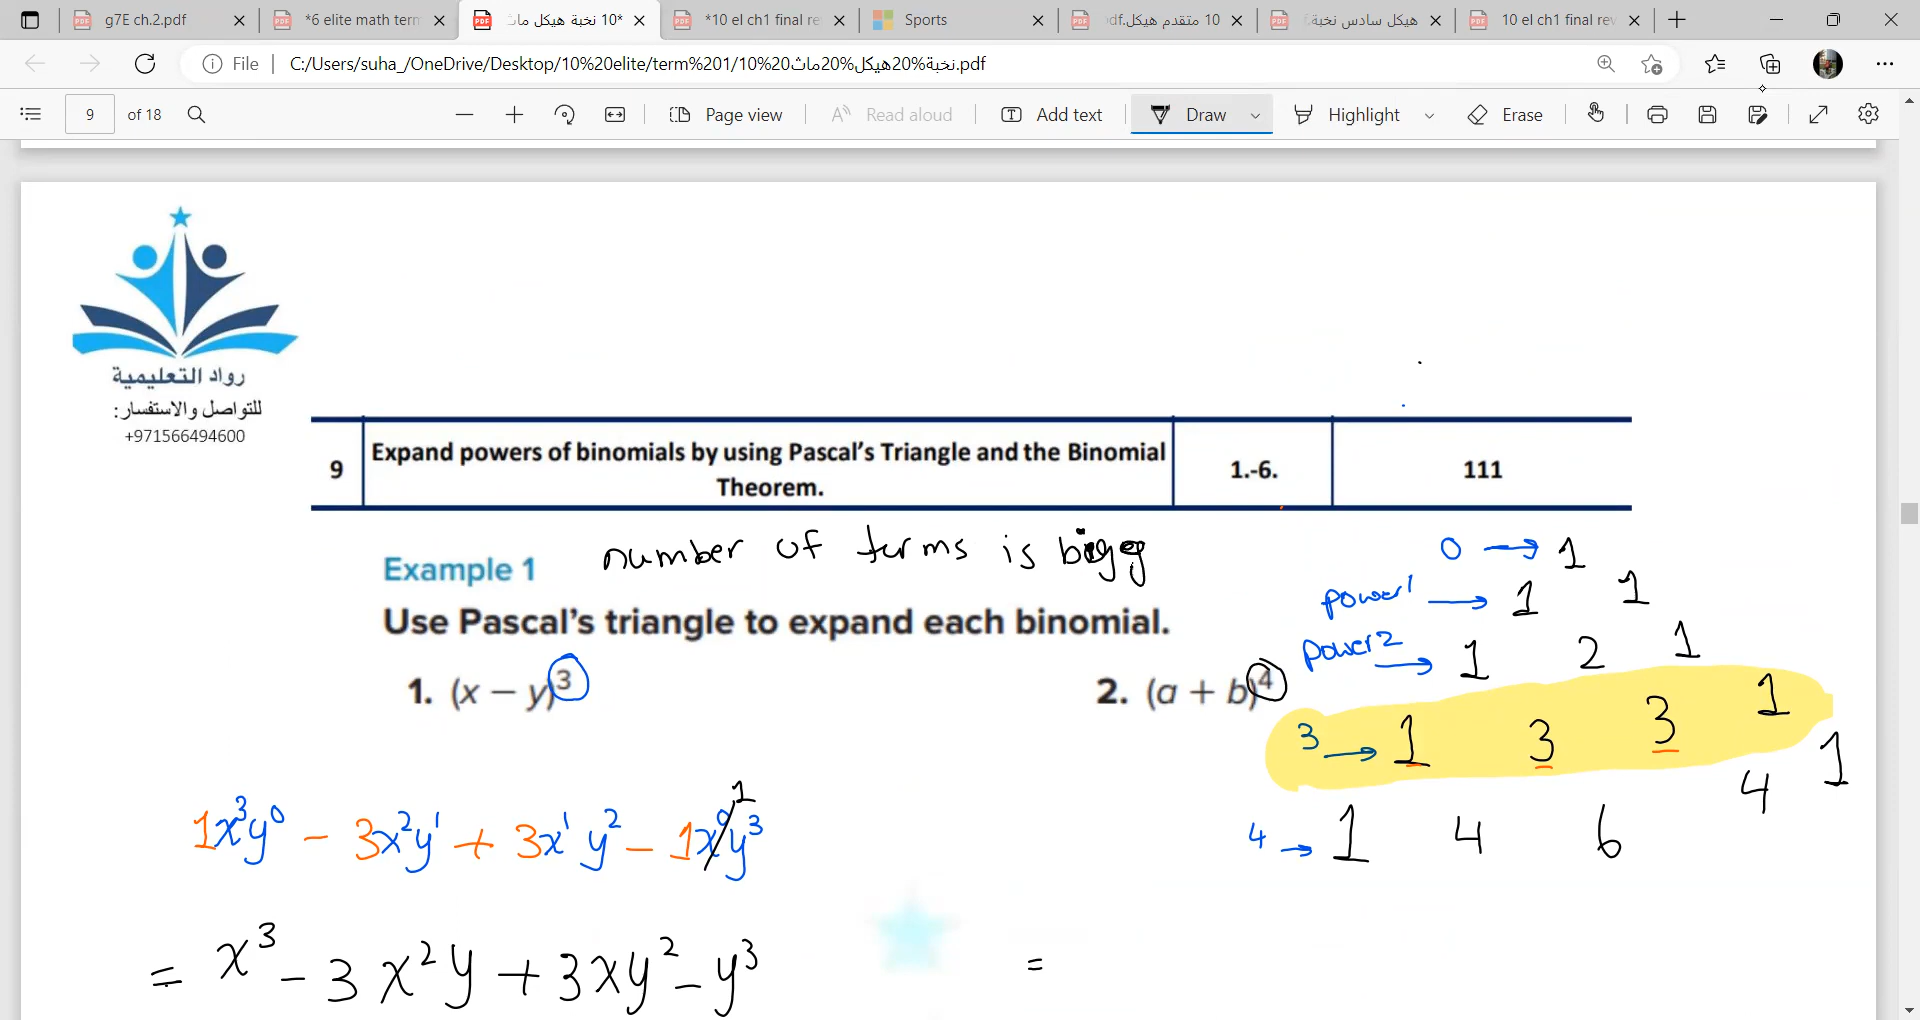 g7E ch.2.pdf
*6 elite math term
*10 نخبة هيكل ماث
*10 el ch1 final re
Sports
10 متقدم هيكل.pdf
هيكل سادس نخبة
10 el ch1 final rev
File
C:/Users/suha_/OneDrive/Desktop/10%20elite/term%201/10%20نخبة%20هيكل%20ماث.pdf
9 of 18
Page view
Read aloud
Add text
Draw
Highlight
Erase
رواد التعليمية
للتواصل والاستفسار:
+971566494600
9
Expand powers of binomials by using Pascal's Triangle and the Binomial
Theorem.
1.-6.
111
Example 1
number of terms is
Use Pascal's triangle to expand each binomial.
1. (x − y)³
2. (a + b)⁴
0 → 1
power 1 → 1 1
power 2 → 1 2 1
3 → 1 3 3 1
4 → 1 4 6 4 1
1x³y⁰ − 3x²y¹ + 3x¹y² − 1x⁰y³
1
= x³ − 3x²y + 3xy² − y³
=